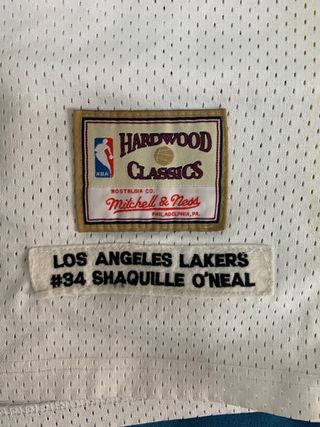 HARDWOOD
CLASSICS
NBA
NOSTALGIA CO.
Mitchell & Ness
PHILADELPHIA, PA.
LOS ANGELES LAKERS
#34 SHAQUILLE O'NEAL